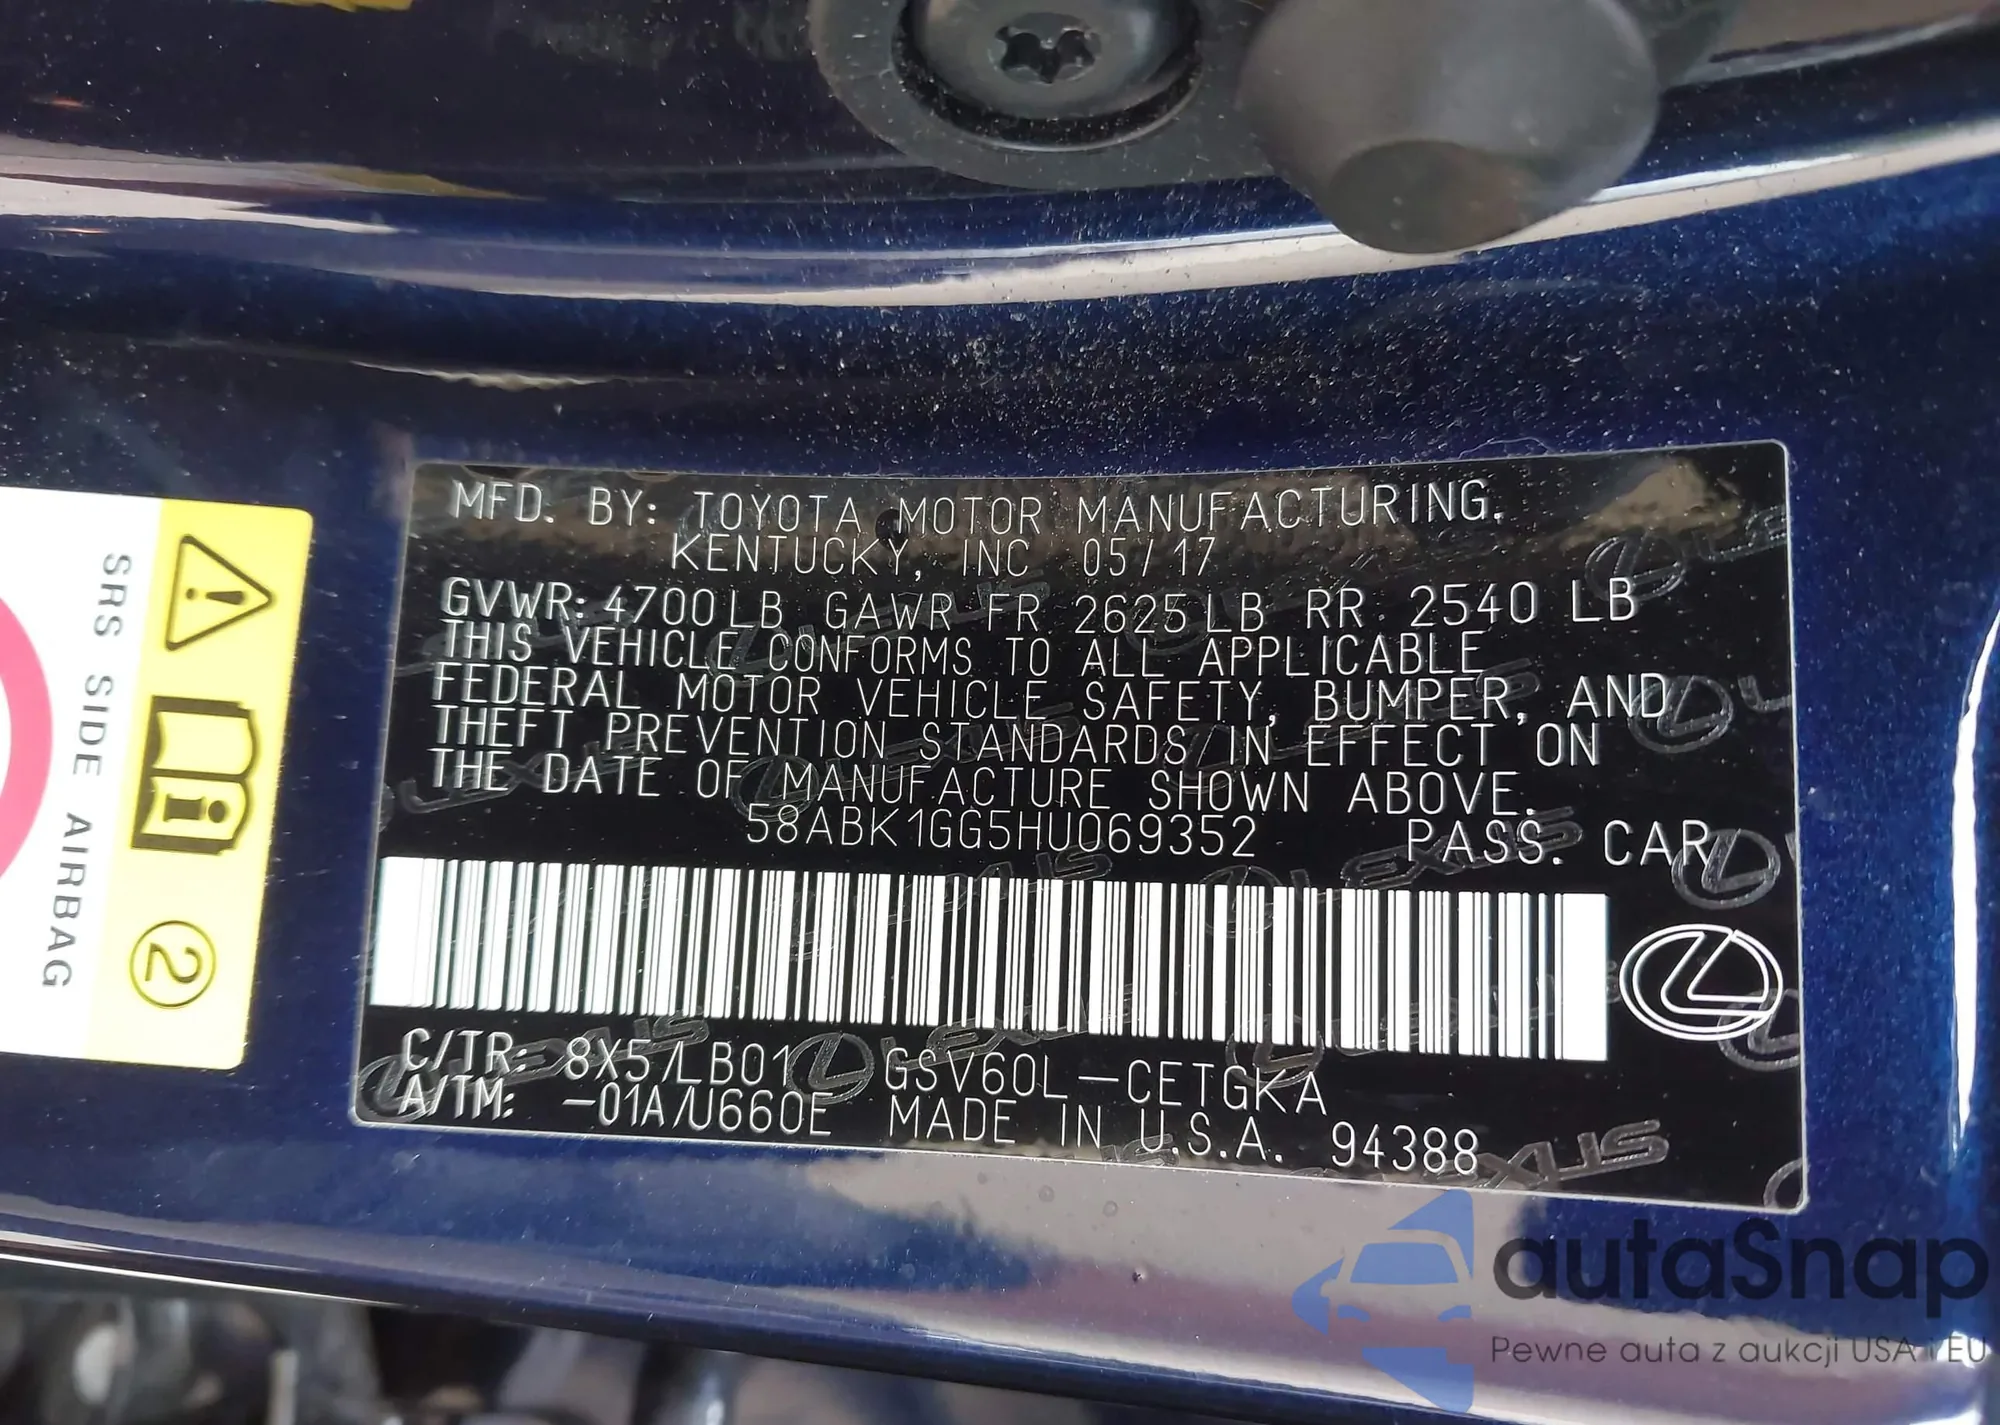 MFD. BY: TOYOTA MOTOR MANUFACTURING,
KENTUCKY, INC 05/17
GVWR: 4700LB GAWR FR 2625LB RR 2540 LB
THIS VEHICLE CONFORMS TO ALL APPLICABLE
FEDERAL MOTOR VEHICLE SAFETY, BUMPER, AND
THEFT PREVENTION STANDARDS IN EFFECT ON
THE DATE OF MANUFACTURE SHOWN ABOVE.
58ABK1GG5HU069352 PASS. CAR
C/TR: 8X5/LB01 GSV60L-CETGKA
A/TM: -01A/U660E MADE IN U.S.A. 94388
SRS SIDE AIRBAG
2
autaSnap
Pewne auta z aukcji USA i EU